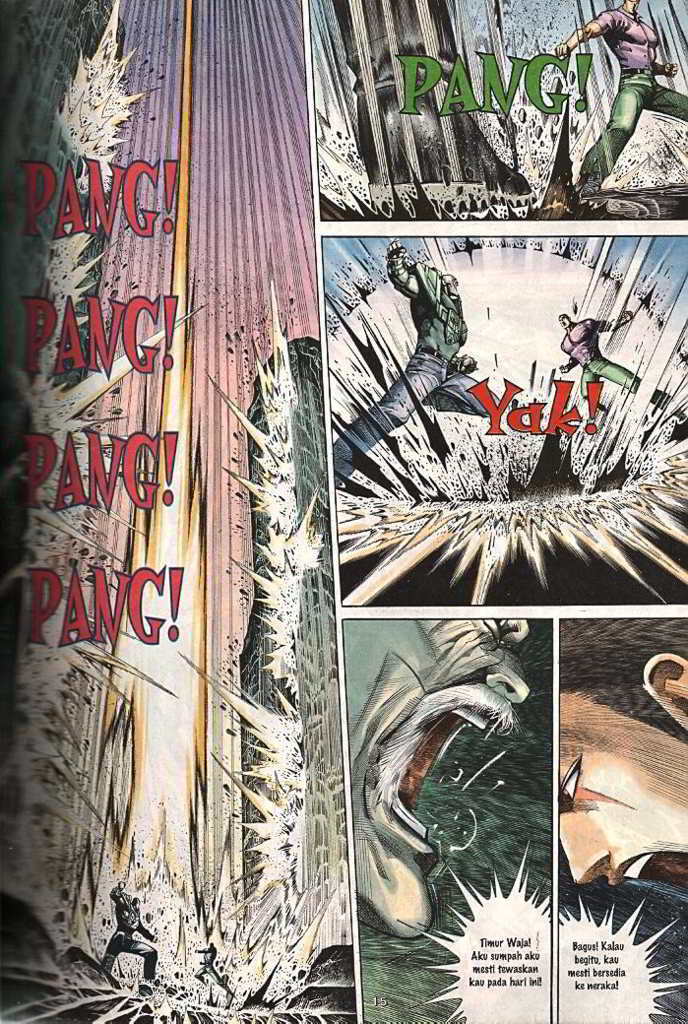 PANG!
PANG!
PANG!
PANG!
PANG!
Yak!
Timur Waja!
Aku sumpah aku
mesti tewaskan
kau pada hari ini!
Bagus! Kalau
begitu, kau
mesti bersedia
ke neraka!
15